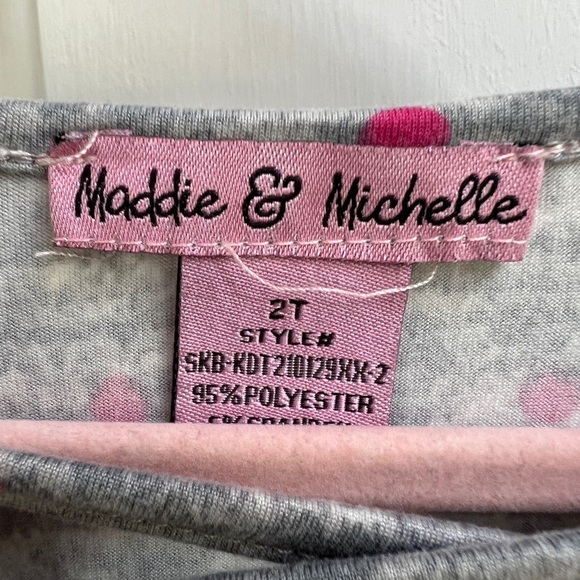 Maddie & Michelle
2T
STYLE#
SKB-KDT210129XX-2
95%POLYESTER